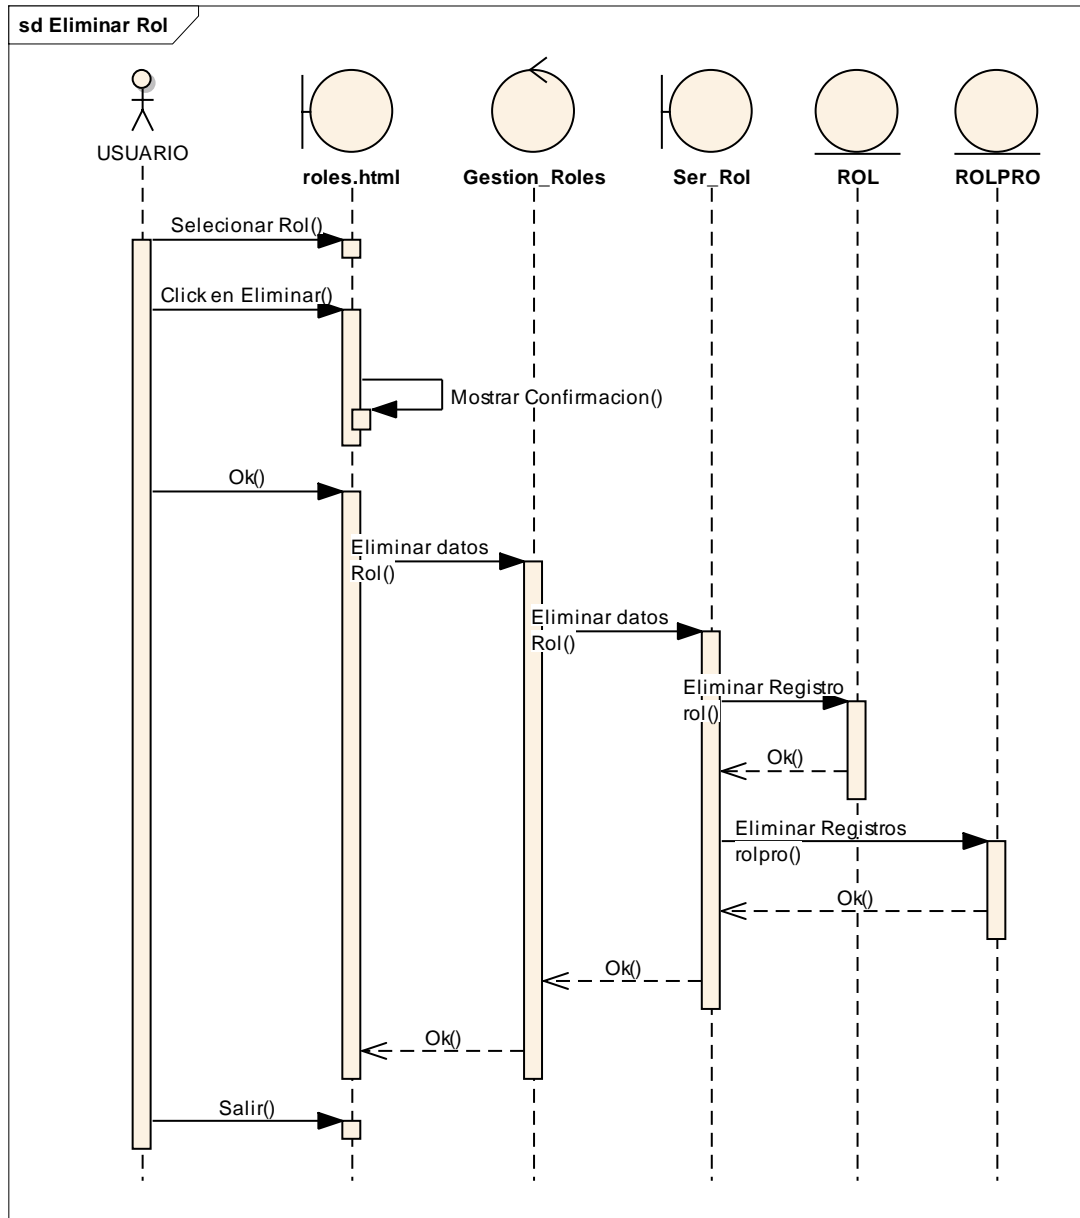 sd Eliminar Rol
USUARIO
roles.html
Gestion_Roles
Ser_Rol
ROL
ROLPRO
Selecionar Rol()
Click en Eliminar()
Mostrar Confirmacion()
Ok()
Eliminar datos
Rol()
Eliminar datos
Rol()
Eliminar Registro
rol()
Ok()
Eliminar Registros
rolpro()
Ok()
Ok()
Ok()
Salir()